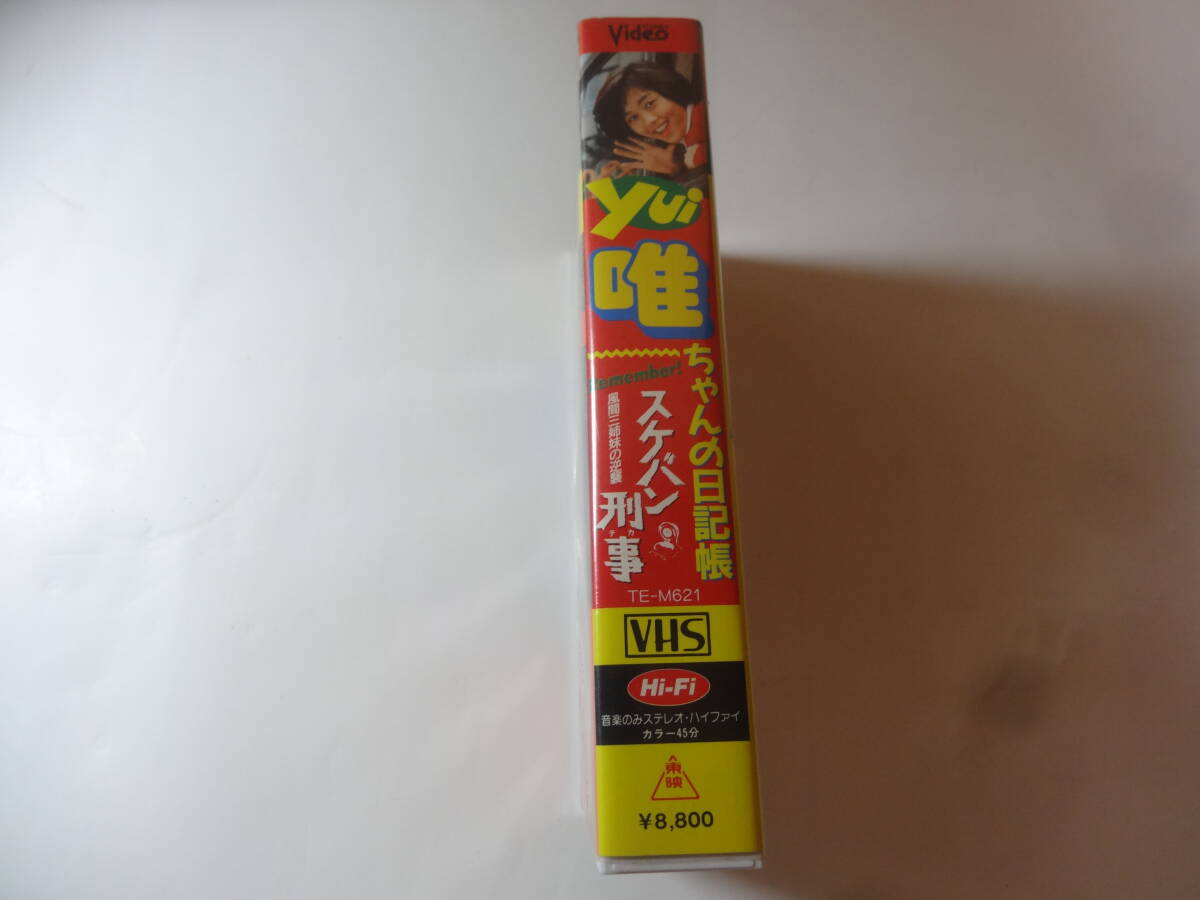 Video
yui
唯
ちゃんの日記帳
Remember!
スケバン
刑事
デカ
風間三姉妹の逆襲
TE-M621
VHS
Hi-Fi
音楽のみステレオ・ハイファイ
カラー45分
東映
¥8,800